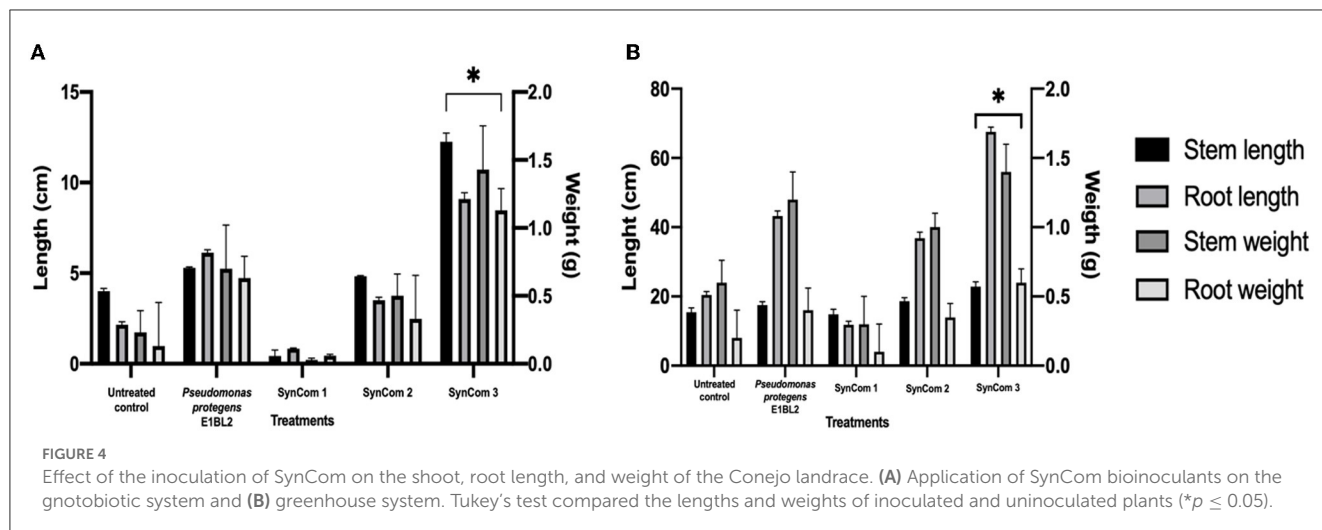 A
B
*
*
15
10
5
0
Length (cm)
2.0
1.5
1.0
0.5
0.0
Weight (g)
Untreated control
Pseudomonas protegens E1BL2
SynCom 1
SynCom 2
SynCom 3
Treatments
80
60
40
20
0
Lenght (cm)
2.0
1.5
1.0
0.5
0.0
Weigth (g)
Untreated control
Pseudomonas protegens E1BL2
SynCom 1
SynCom 2
SynCom 3
Treatments
Stem length
Root length
Stem weight
Root weight
FIGURE 4
Effect of the inoculation of SynCom on the shoot, root length, and weight of the Conejo landrace. (A) Application of SynCom bioinoculants on the
gnotobiotic system and (B) greenhouse system. Tukey's test compared the lengths and weights of inoculated and uninoculated plants (*p ≤ 0.05).